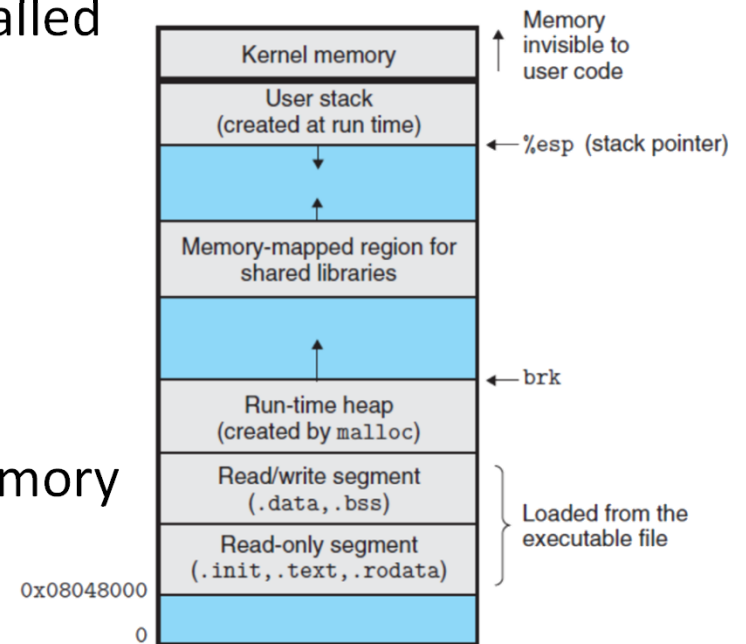 alled
Memory
invisible to
user code
Kernel memory
User stack
(created at run time)
%esp (stack pointer)
Memory-mapped region for
shared libraries
brk
Run-time heap
(created by malloc)
mory
Read/write segment
(.data,.bss)
Loaded from the
executable file
Read-only segment
(.init,.text,.rodata)
0x08048000
0